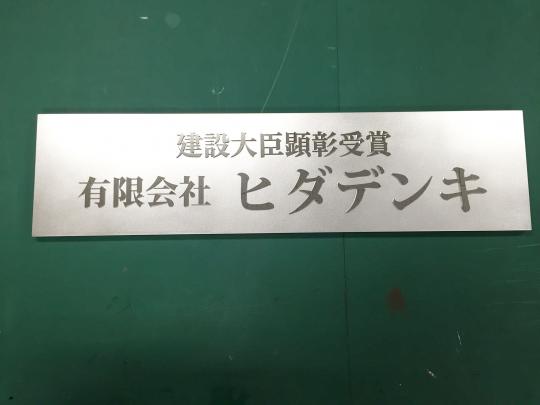 建設大臣顕彰受賞
有限会社 ヒダデンキ